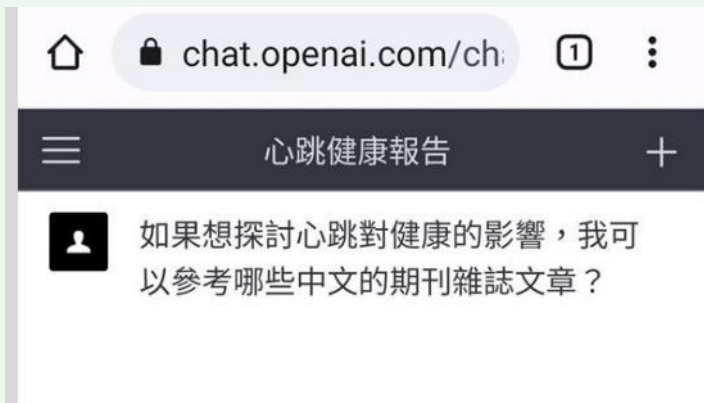 chat.openai.com/ch
1
心跳健康報告
如果想探討心跳對健康的影響，我可
以參考哪些中文的期刊雜誌文章？